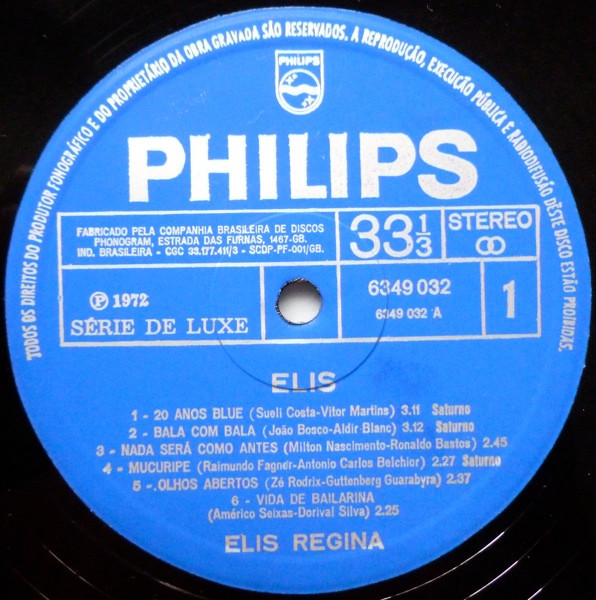 TODOS OS DIREITOS DO PRODUTOR FONOGRÁFICO E DO PROPRIETÁRIO DA OBRA GRAVADA SÃO RESERVADOS. A REPRODUÇÃO, EXECUÇÃO PÚBLICA E RADIODIFUSÃO DÊSTE DISCO ESTÃO PROIBIDAS.
PHILIPS
PHILIPS
FABRICADO PELA COMPANHIA BRASILEIRA DE DISCOS
PHONOGRAM, ESTRADA DAS FURNAS, 1467-GB.
IND. BRASILEIRA - CGC 33.177.411/3 - SCDP-PF-001/GB.
33 1/3
STEREO
℗ 1972
SÉRIE DE LUXE
6349 032
6349 032 A
1
ELIS
1 - 20 ANOS BLUE (Sueli Costa-Vitor Martins) 3.11 Saturno
2 - BALA COM BALA (João Bosco-Aldir Blanc) 3.12 Saturno
3 - NADA SERÁ COMO ANTES (Milton Nascimento-Ronaldo Bastos) 2.45
4 - MUCURIPE (Raimundo Fagner-Antonio Carlos Belchior) 2.27 Saturno
5 - OLHOS ABERTOS (Zé Rodrix-Guttenberg Guarabyra) 2.37
6 - VIDA DE BAILARINA
(Américo Seixas-Dorival Silva) 2.25
ELIS REGINA